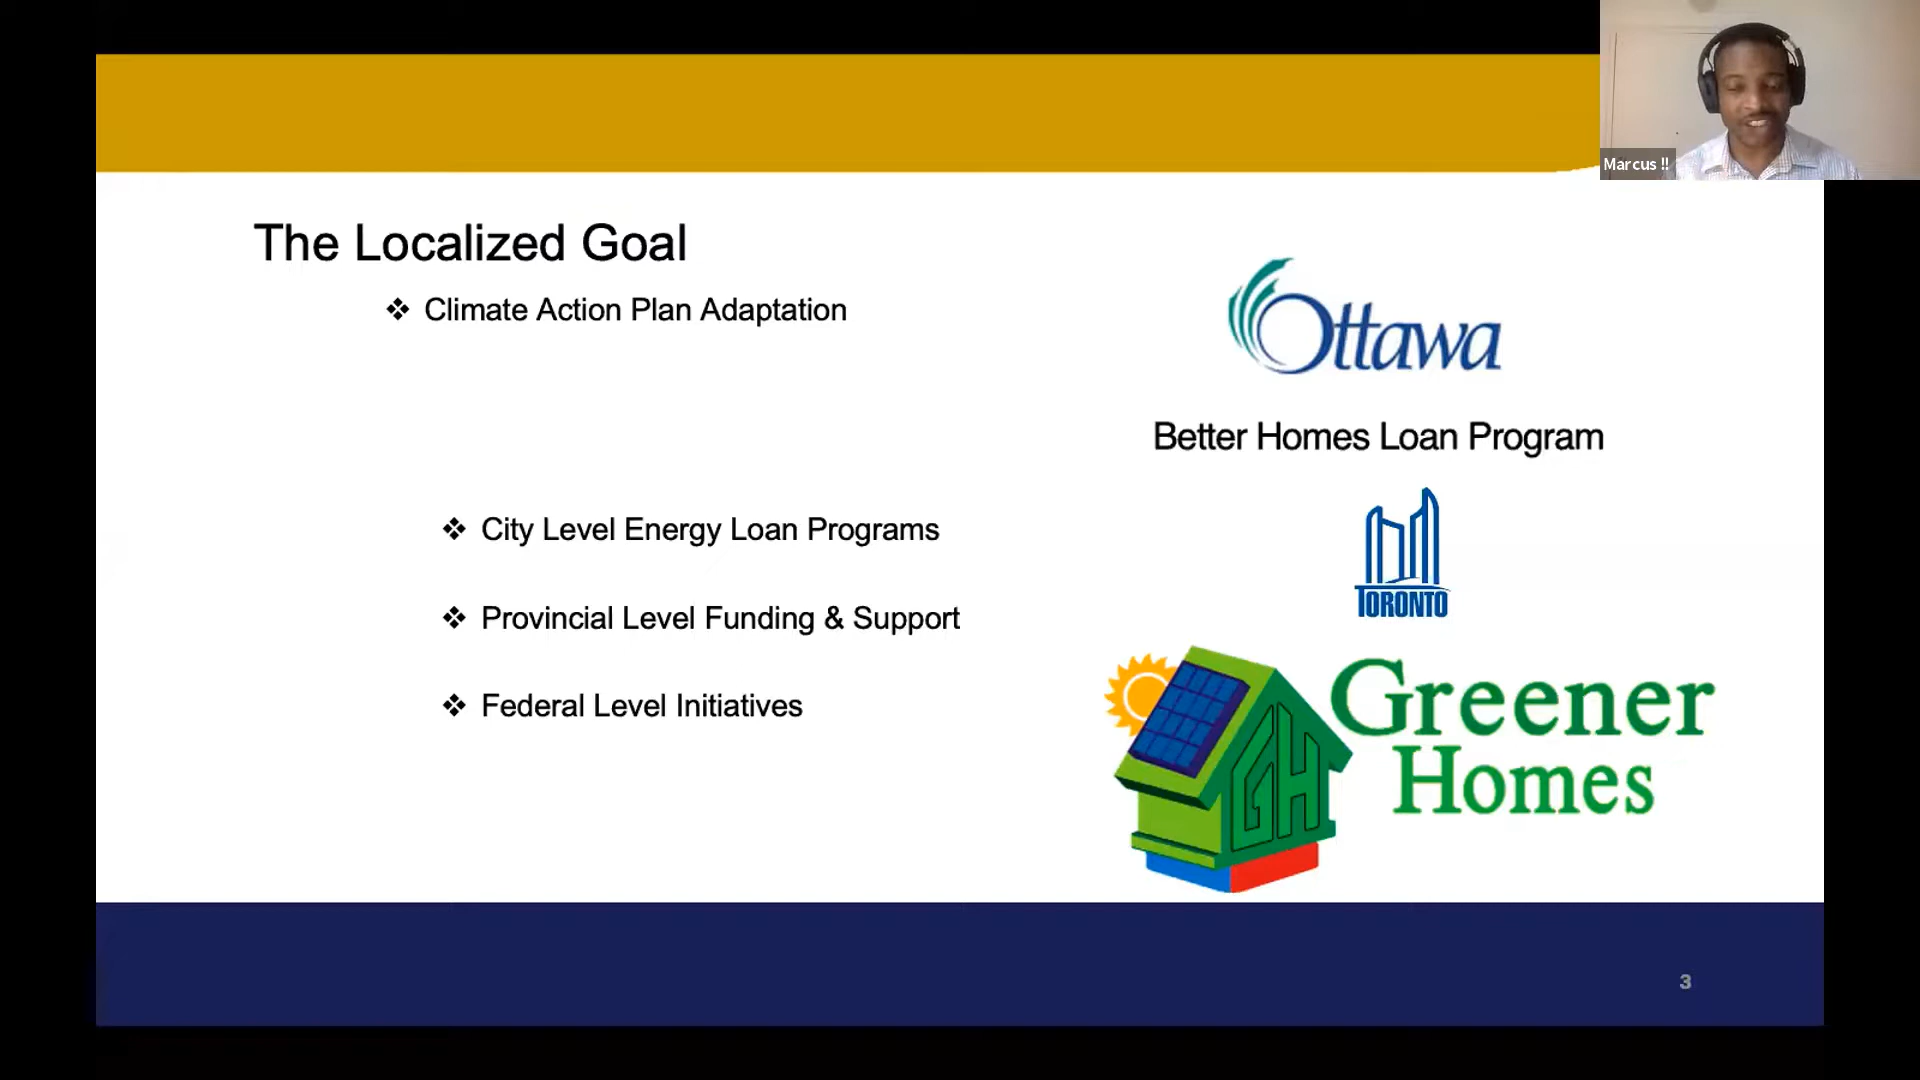 Marcus !!
The Localized Goal
❖ Climate Action Plan Adaptation
❖ City Level Energy Loan Programs
❖ Provincial Level Funding & Support
❖ Federal Level Initiatives
Ottawa
Better Homes Loan Program
TORONTO
GH
Greener
Homes
3